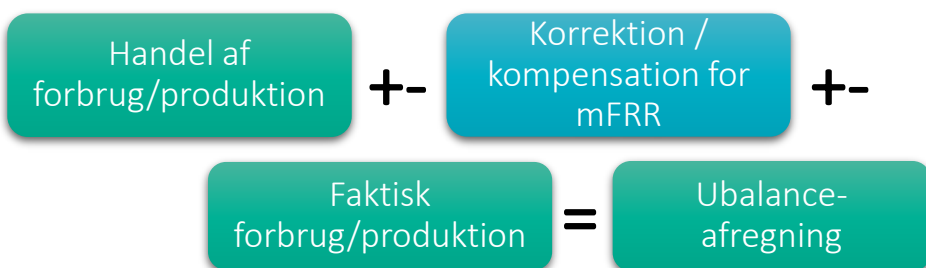 Handel af
forbrug/produktion
+-
Korrektion /
kompensation for
mFRR
+-
Faktisk
forbrug/produktion
=
Ubalance-
afregning